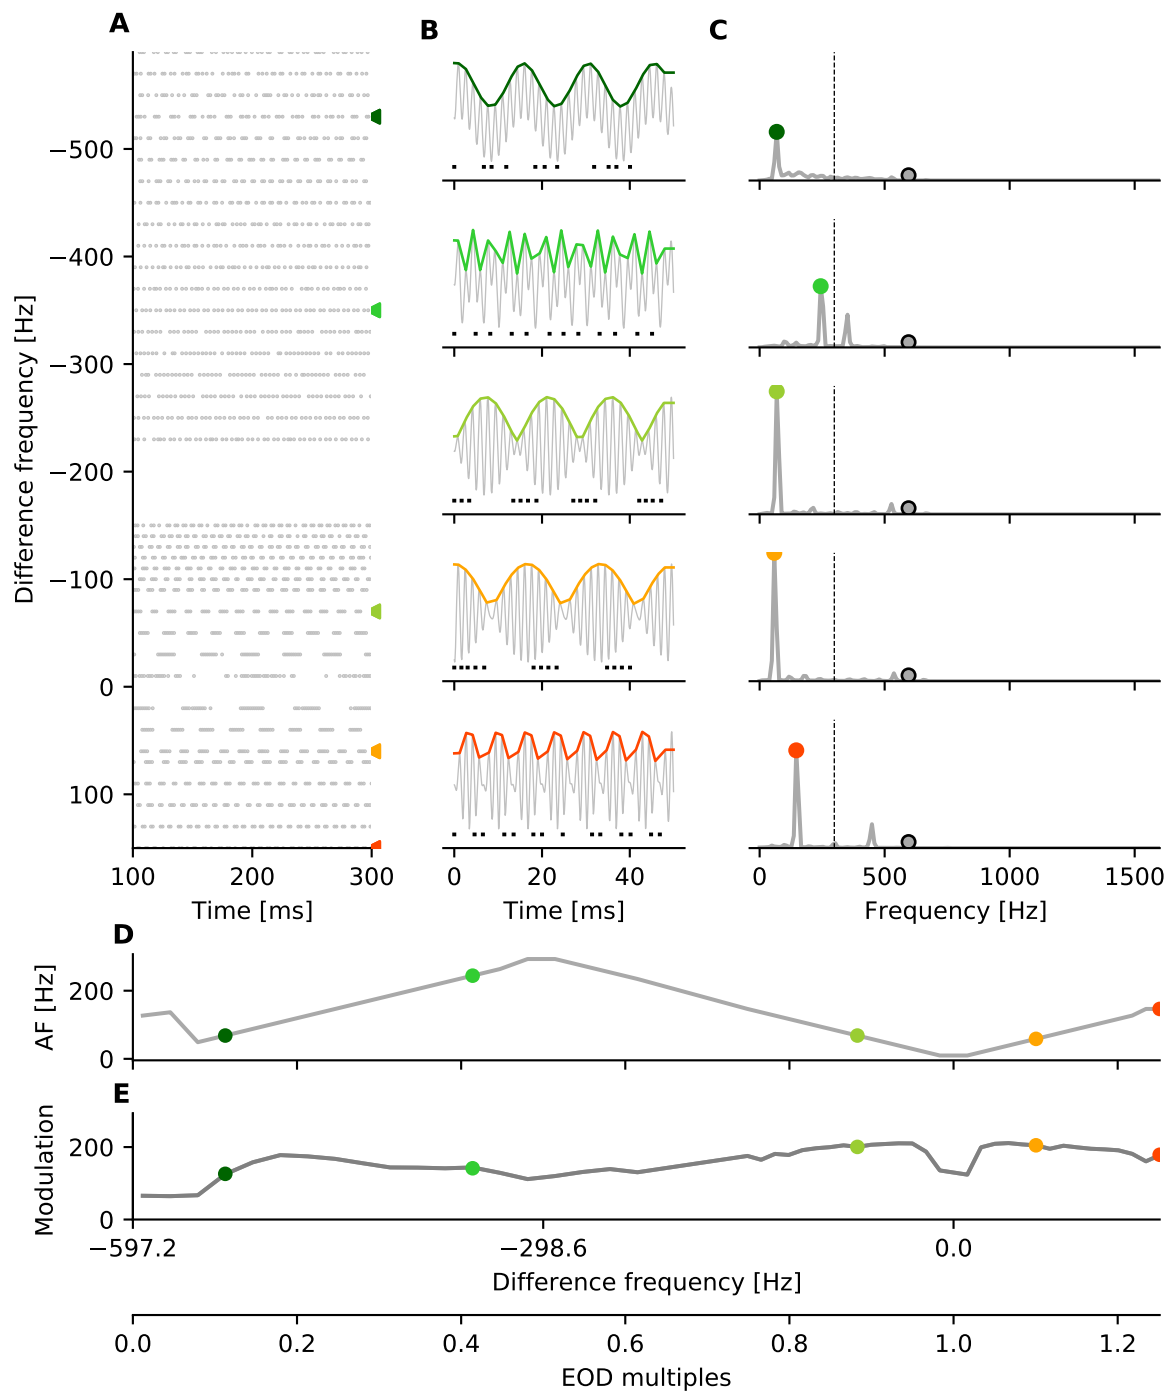 A
B
C
Difference frequency [Hz]
−500
−400
−300
−200
−100
0
100
100
200
300
Time [ms]
0
20
40
Time [ms]
0
500
1000
1500
Frequency [Hz]
D
AF [Hz]
200
0
E
Modulation
200
0
−597.2
−298.6
0.0
Difference frequency [Hz]
0.0
0.2
0.4
0.6
0.8
1.0
1.2
EOD multiples